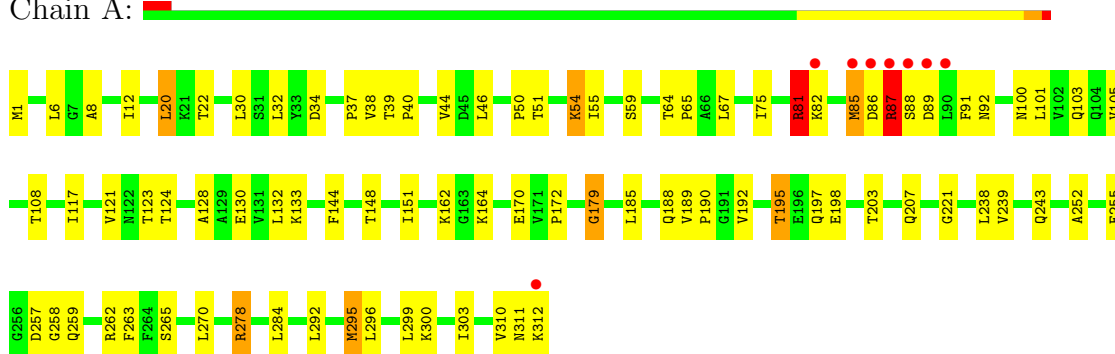 Chain A:
M1 L6 G7 A8 I12 L20 K21 T22 L30 S31 L32 Y33 D34 P37 V38 T39 P40 V44 D45 L46 P50 T51 K54 I55 S59 T64 P65 A66 L67 I75 R81 K92 M85 D86 R87 S88 D89 L90 F91 N92 N100 L101 V102 Q103 Q104 V105
T108 I117 V121 N122 T123 T124 A128 A129 E130 V131 L132 K133 F144 T148 I151 K162 G163 K164 E170 V171 P172 G179 L185 Q188 V189 P190 G191 V192 T195 E196 Q197 E198 T203 Q207 G221 L238 V239 Q243 A252 E255
G256 D257 G258 Q259 R262 F263 F264 S265 L270 R278 L284 L292 M295 L296 L299 K300 I303 V310 N311 K312